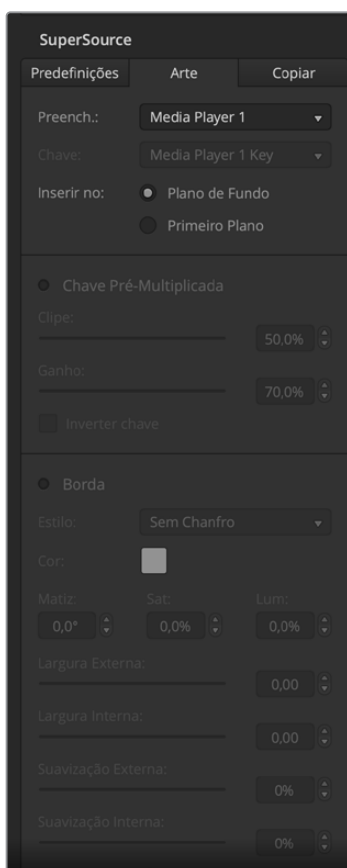 SuperSource
Predefinições Arte Copiar
Preench.: Media Player 1
Chave: Media Player 1 Key
Inserir no: Plano de Fundo
Primeiro Plano
Chave Pré-Multiplicada
Clipe:
50,0%
Ganho:
70,0%
Inverter chave
Borda
Estilo: Sem Chanfro
Cor:
Matiz: Sat: Lum:
0,0° 0,0% 0,0%
Largura Externa:
0,00
Largura Interna:
0,00
Suavização Externa:
0%
Suavização Interna:
0%